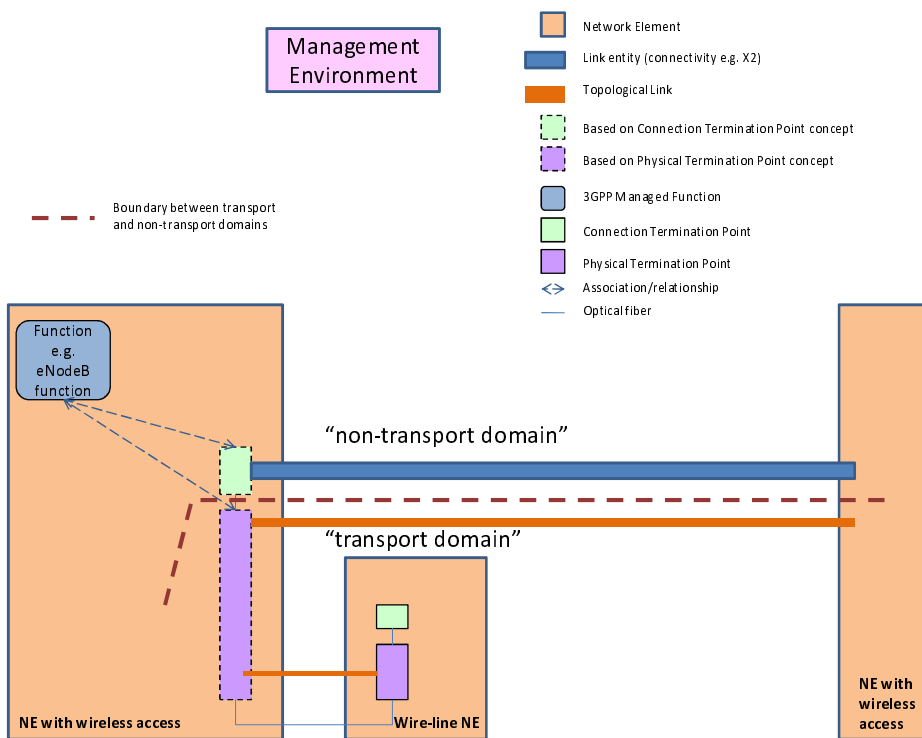 Management
Environment
Network Element
Link entity (connectivity e.g. X2)
Topological Link
Based on Connection Termination Point concept
Based on Physical Termination Point concept
3GPP Managed Function
Connection Termination Point
Physical Termination Point
Association/relationship
Optical fiber
Boundary between transport
and non-transport domains
Function
e.g.
eNodeB
function
“non-transport domain”
“transport domain”
NE with wireless access
Wire-line NE
NE with
wireless
access